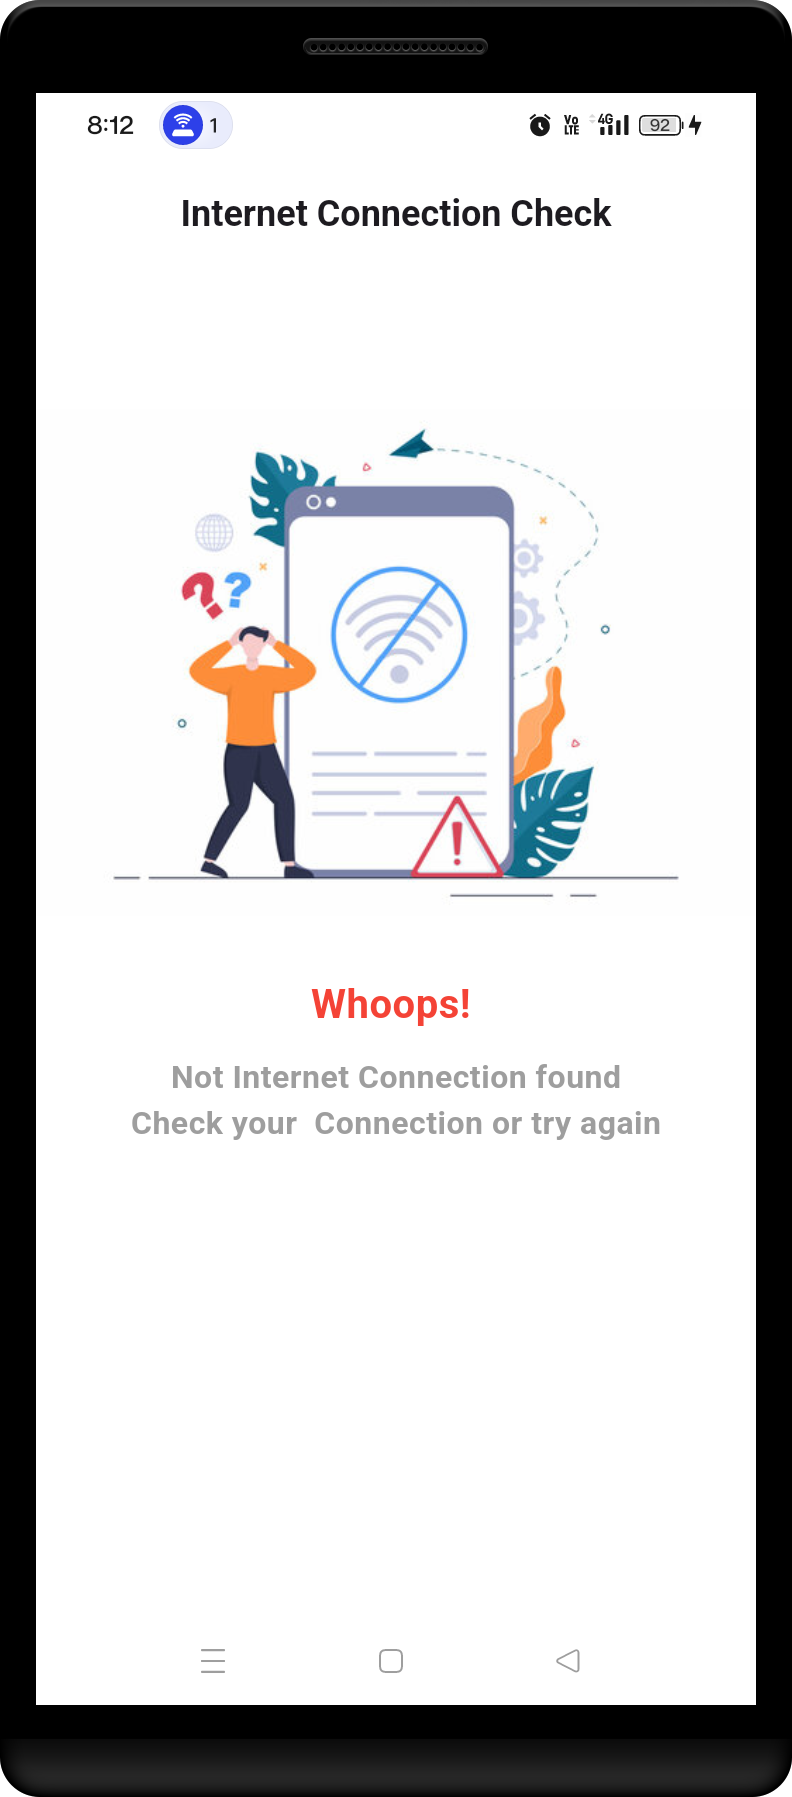 8:12 1 Vo LTE 4G 92
Internet Connection Check
??
!
Whoops!
Not Internet Connection found
Check your  Connection or try again